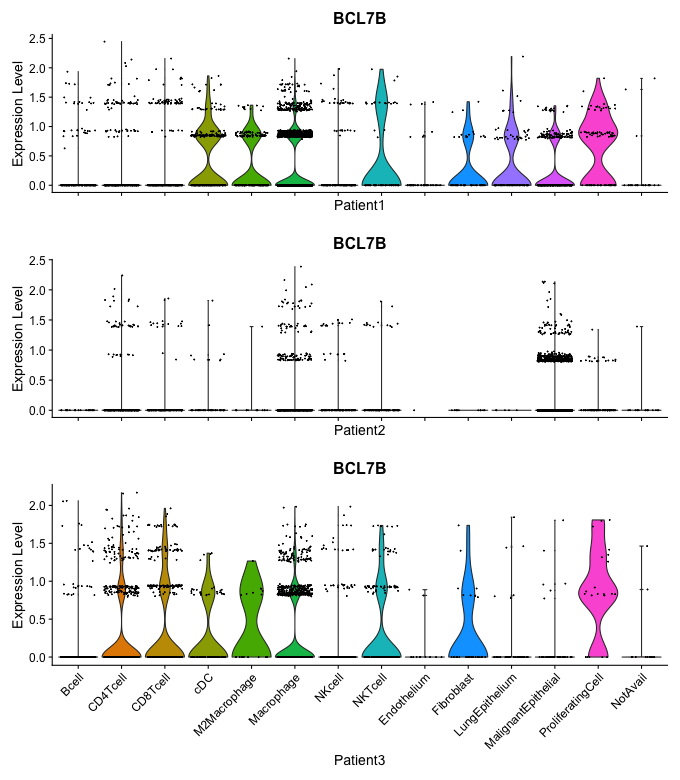 BCL7B
Expression Level
2.5
2.0
1.5
1.0
0.5
0.0
Patient1
BCL7B
Expression Level
2.5
2.0
1.5
1.0
0.5
0.0
Patient2
BCL7B
Expression Level
2.0
1.5
1.0
0.5
0.0
Bcell
CD4Tcell
CD8Tcell
cDC
M2Macrophage
Macrophage
NKcell
NKTcell
Endothelium
Fibroblast
LungEpithelium
MalignantEpithelial
ProliferatingCell
NotAvail
Patient3